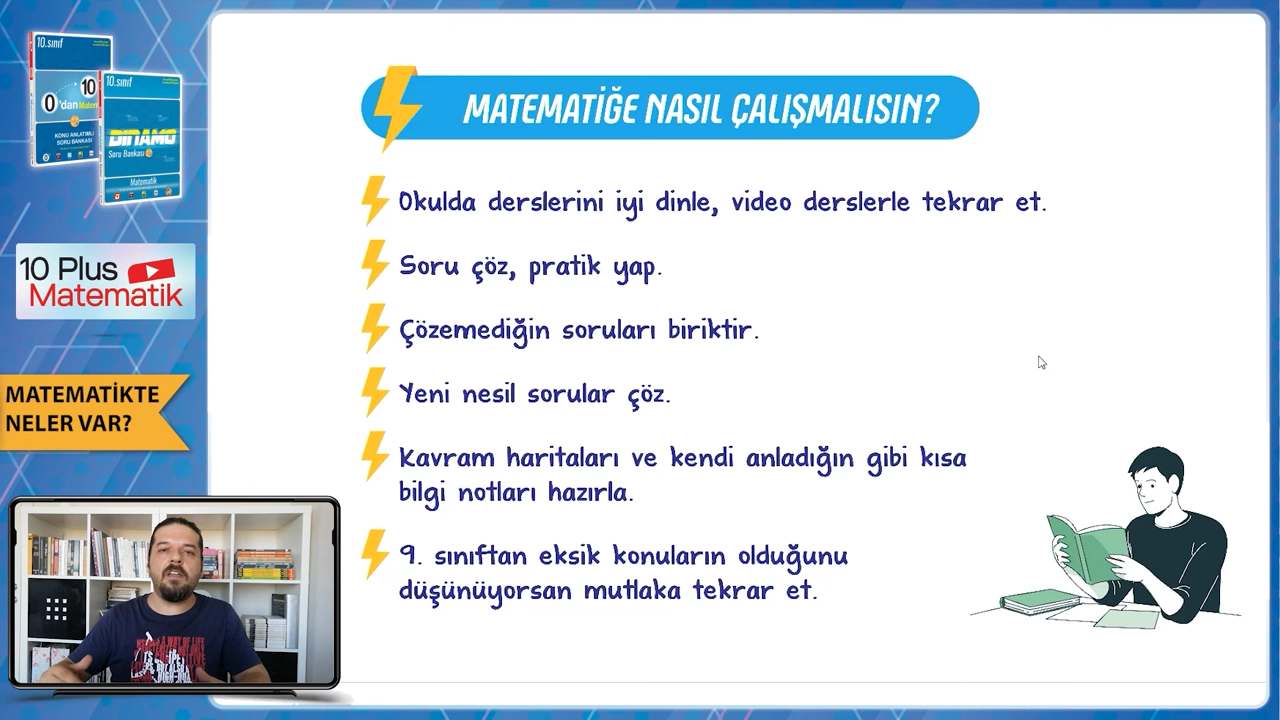 10.sınıf
0'dan 10
KONU ANLATIMLI
SORU BANKASI
10.sınıf
DİNAMO
Soru Bankası
Matematik
10 Plus
Matematik
MATEMATİKTE
NELER VAR?
MATEMATİĞE NASIL ÇALIŞMALISIN?
Okulda derslerini iyi dinle, video derslerle tekrar et.
Soru çöz, pratik yap.
Çözemediğin soruları biriktir.
Yeni nesil sorular çöz.
Kavram haritaları ve kendi anladığın gibi kısa
bilgi notları hazırla.
9. sınıftan eksik konuların olduğunu
düşünüyorsan mutlaka tekrar et.